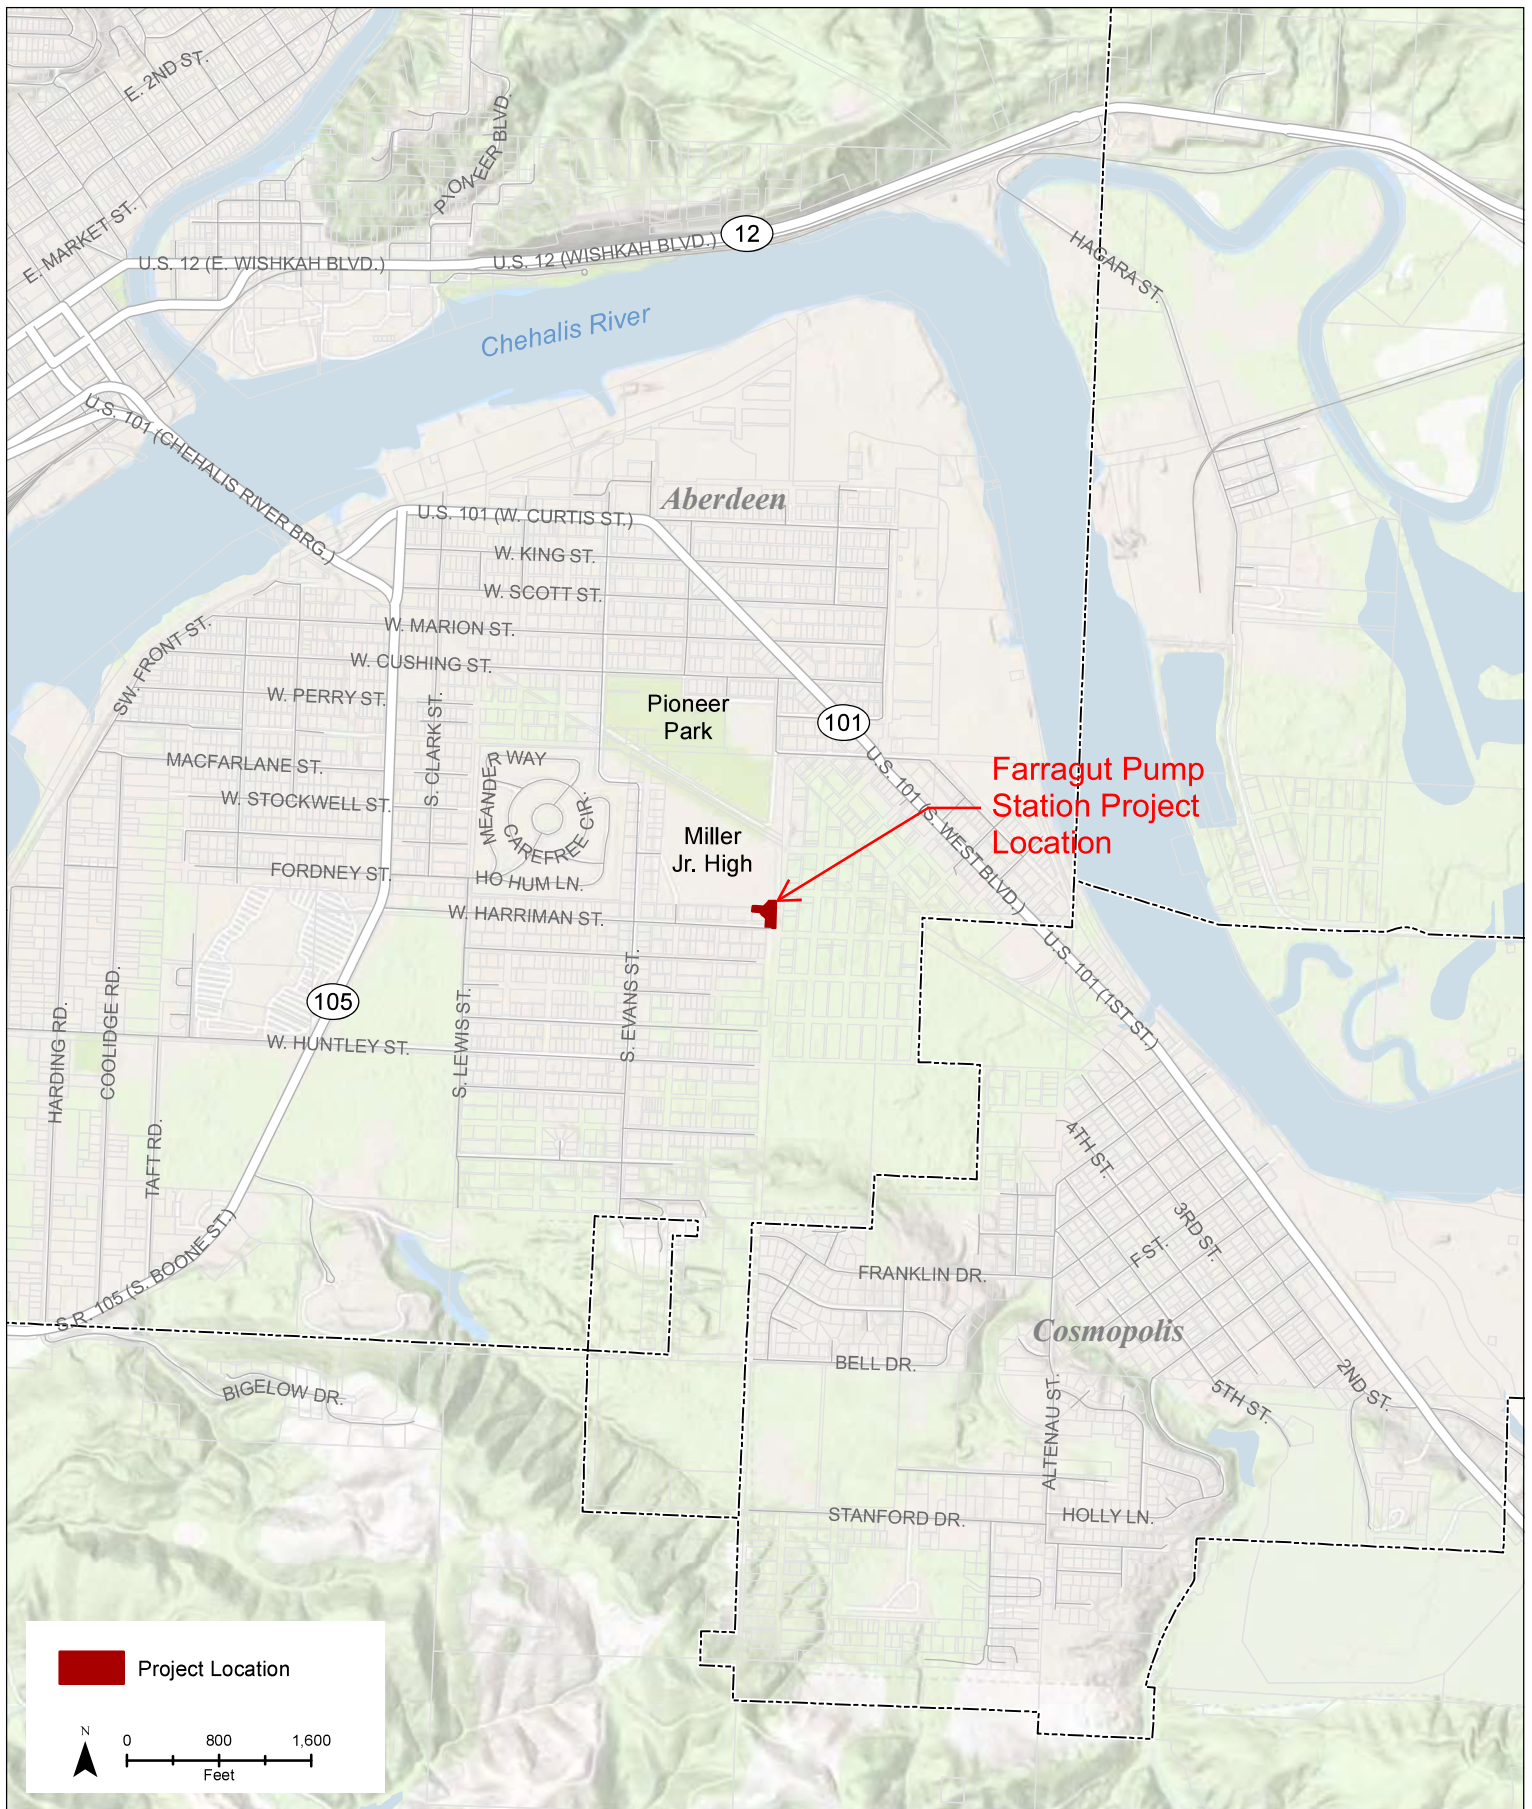 E. 2ND ST.
PIONEER BLVD.
E. MARKET ST.
12
U.S. 12 (E. WISHKAH BLVD.)
U.S. 12 (WISHKAH BLVD.)
HAGARA ST.
Chehalis River
U.S. 101 (CHEHALIS RIVER BRG.)
Aberdeen
U.S. 101 (W. CURTIS ST.)
W. KING ST.
W. SCOTT ST.
W. MARION ST.
SW. FRONT ST.
W. CUSHING ST.
W. PERRY ST.
S. CLARK ST.
Pioneer
Park
101
MACFARLANE ST.
MEANDER WAY
U.S. 101 (S. WEST BLVD.)
Farragut Pump
Station Project
Location
W. STOCKWELL ST.
CAREFREE CIR.
Miller
Jr. High
FORDNEY ST.
HO HUM LN.
W. HARRIMAN ST.
105
HARDING RD.
COOLIDGE RD.
S. LEWIS ST.
S. EVANS ST.
U.S. 101 (1ST ST.)
W. HUNTLEY ST.
TAFT RD.
4TH ST.
3RD ST.
F ST.
S.R. 105 (S. BOONE ST.)
FRANKLIN DR.
Cosmopolis
BELL DR.
BIGELOW DR.
ALTENAU ST.
5TH ST.
2ND ST.
STANFORD DR.
HOLLY LN.
Project Location
N
0 800 1,600
Feet